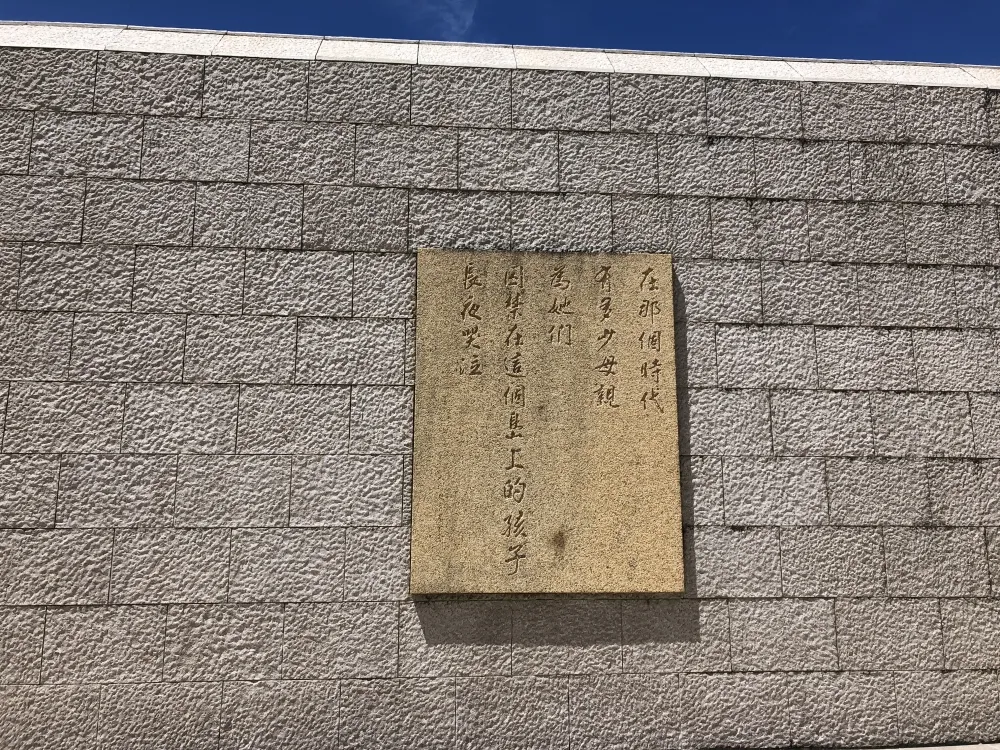 在那個時代
有多少母親
為她們
囚禁在這個島上的孩子
長夜哭泣